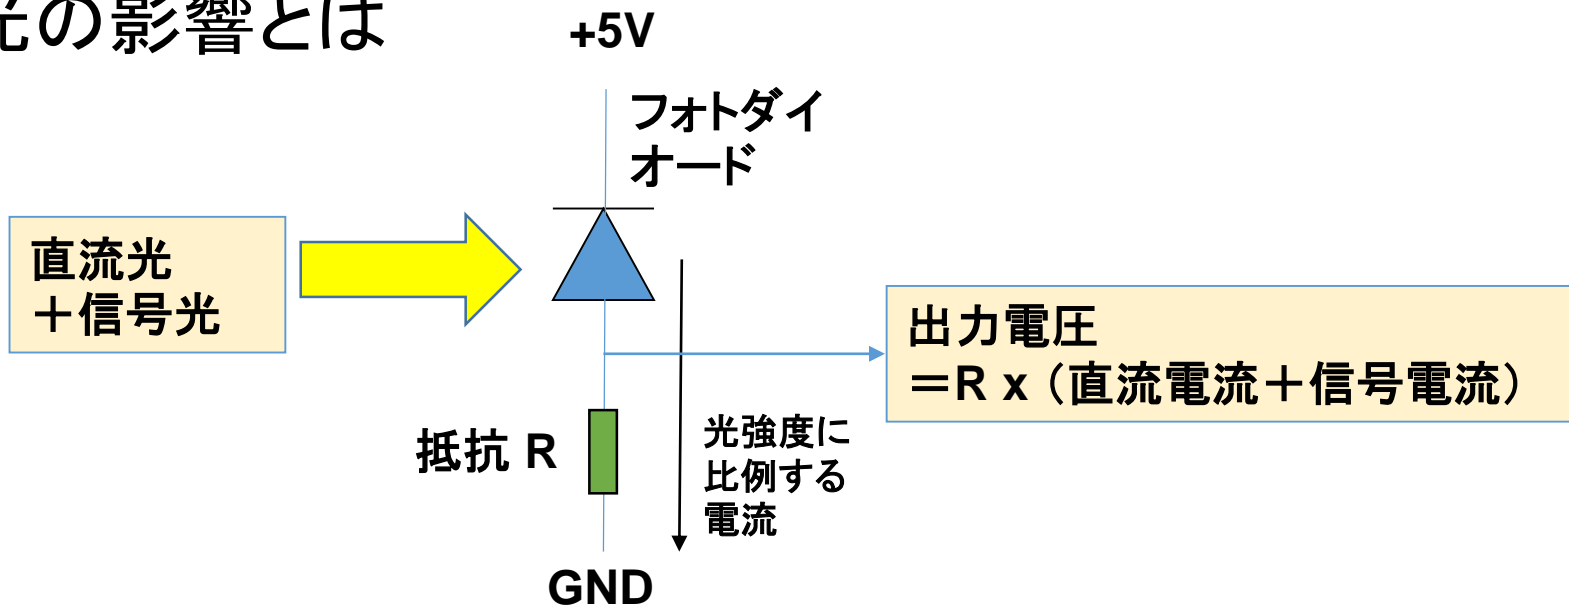 光の影響とは
+5V
フォトダイ
オード
直流光
＋信号光
出力電圧
＝R x（直流電流＋信号電流）
抵抗 R
光強度に
比例する
電流
GND